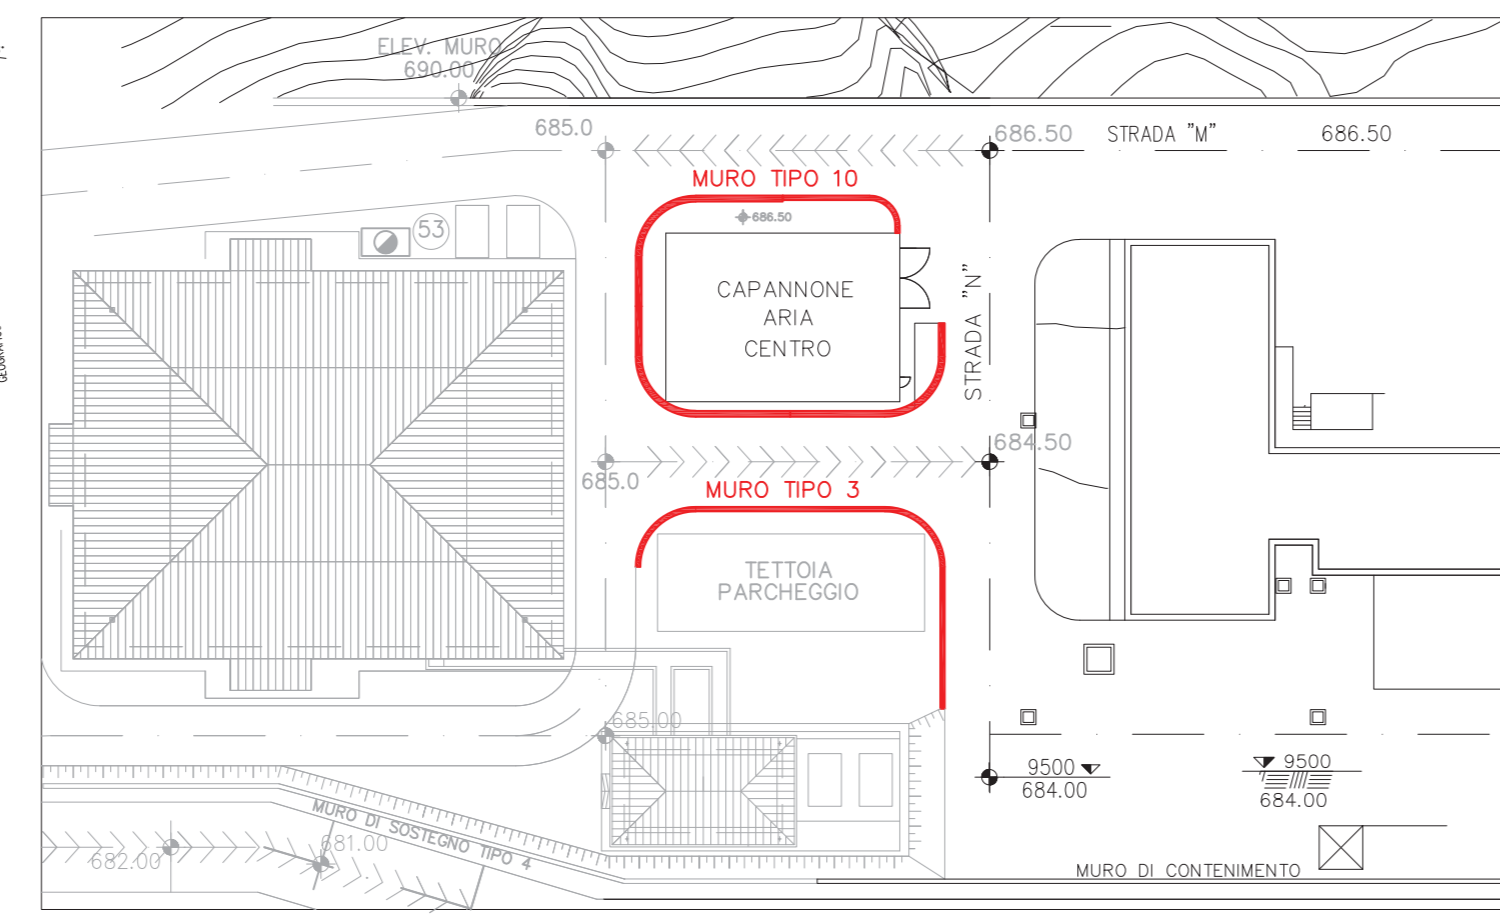 ELEV. MURO
690.00
685.0
686.50
STRADA "M"
686.50
MURO TIPO 10
686.50
53
CAPANNONE
ARIA
CENTRO
STRADA "N"
684.50
685.0
MURO TIPO 3
TETTOIA
PARCHEGGIO
685.00
9500
684.00
9500
684.00
MURO DI SOSTEGNO TIPO 4
682.00
681.00
MURO DI CONTENIMENTO